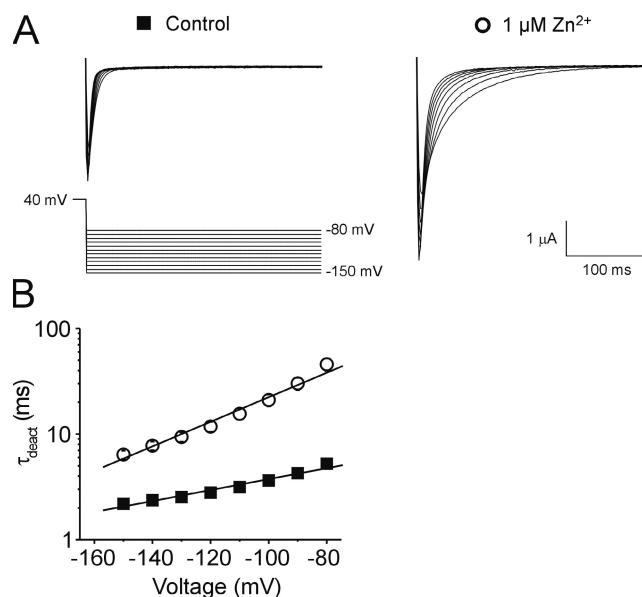 A
■ Control
○ 1 µM Zn²⁺
40 mV
-80 mV
-150 mV
1 µA
100 ms
B
100
10
1
τdeact (ms)
-160 -140 -120 -100 -80
Voltage (mV)